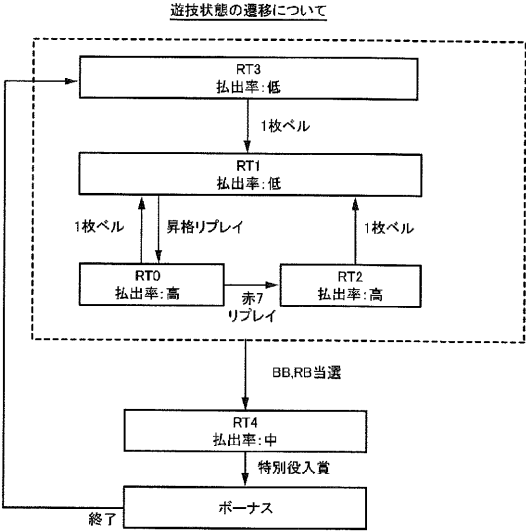 遊技状態の遷移について
RT3
払出率:低
1枚ベル
RT1
払出率:低
1枚ベル
昇格リプレイ
1枚ベル
RT0
払出率:高
赤7
リプレイ
RT2
払出率:高
BB,RB当選
RT4
払出率:中
特別役入賞
ボーナス
終了